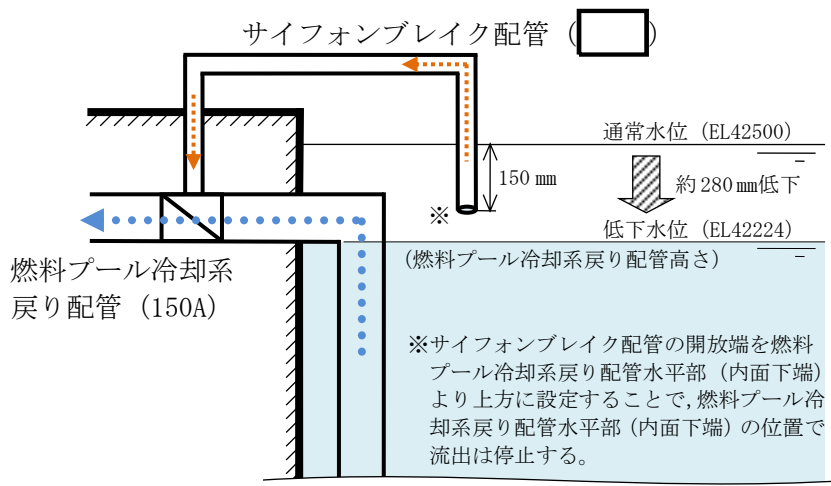 サイフォンブレイク配管（　）
通常水位（EL42500）
150 mm
約280mm低下
※
低下水位（EL42224）
（燃料プール冷却系戻り配管高さ）
燃料プール冷却系
戻り配管（150A）
※サイフォンブレイク配管の開放端を燃料
プール冷却系戻り配管水平部（内面下端）
より上方に設定することで,燃料プール冷
却系戻り配管水平部（内面下端）の位置で
流出は停止する。